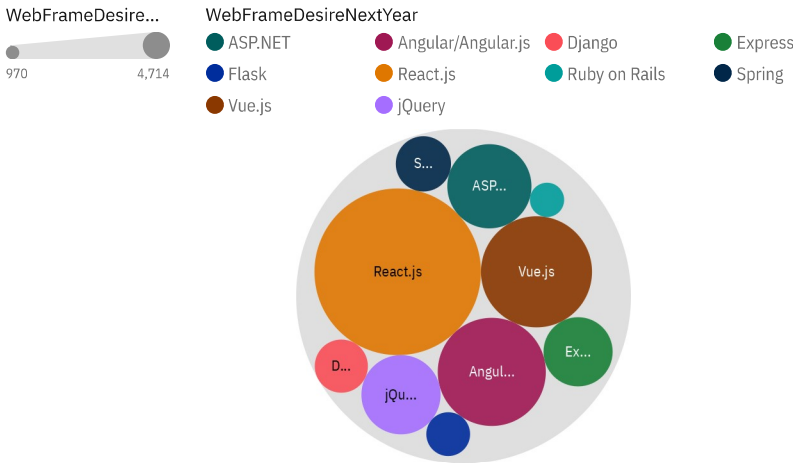 WebFrameDesire... WebFrameDesireNextYear
970 4,714
ASP.NET Angular/Angular.js Django Express
Flask React.js Ruby on Rails Spring
Vue.js jQuery
S...
ASP...
React.js Vue.js
Ex...
D... Angul...
jQu...